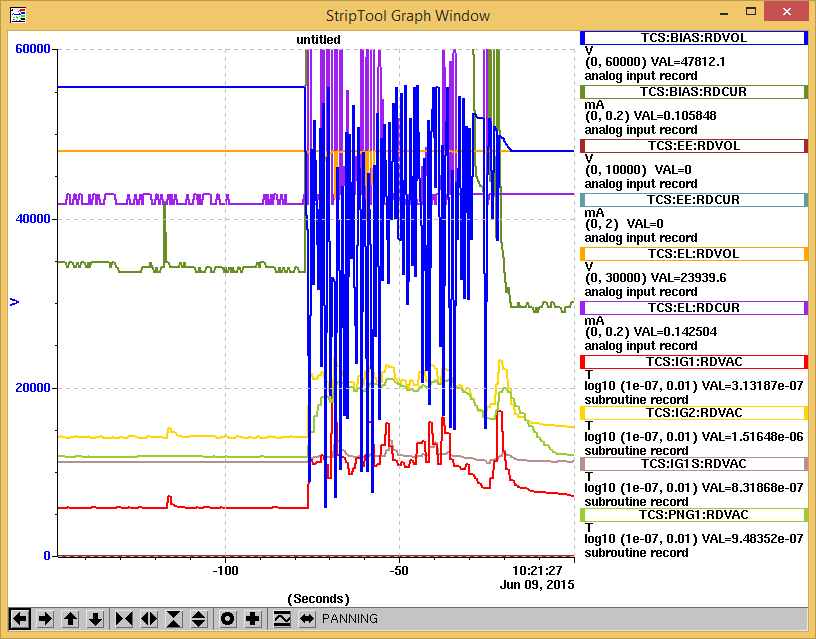 StripTool Graph Window
untitled
60000
40000
V
20000
0
-100
-50
10:21:27
Jun 09, 2015
(Seconds)
TCS:BIAS:RDVOL
V
(0, 60000) VAL=47812.1
analog input record
TCS:BIAS:RDCUR
mA
(0, 0.2) VAL=0.105848
analog input record
TCS:EE:RDVOL
V
(0, 10000) VAL=0
analog input record
TCS:EE:RDCUR
mA
(0, 2) VAL=0
analog input record
TCS:EL:RDVOL
V
(0, 30000) VAL=23939.6
analog input record
TCS:EL:RDCUR
mA
(0, 0.2) VAL=0.142504
analog input record
TCS:IG1:RDVAC
T
log10 (1e-07, 0.01) VAL=3.13187e-07
subroutine record
TCS:IG2:RDVAC
T
log10 (1e-07, 0.01) VAL=1.51648e-06
subroutine record
TCS:IG1S:RDVAC
T
log10 (1e-07, 0.01) VAL=8.31868e-07
subroutine record
TCS:PNG1:RDVAC
T
log10 (1e-07, 0.01) VAL=9.48352e-07
subroutine record
PANNING